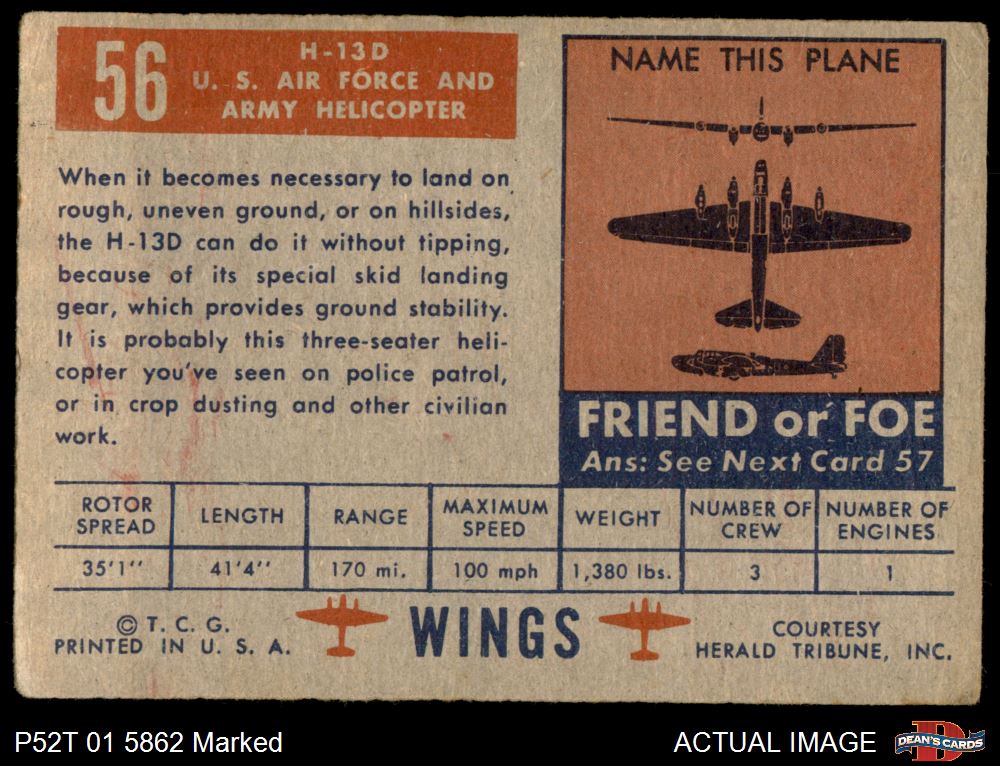 56
H-13D
U. S. AIR FORCE AND
ARMY HELICOPTER
When it becomes necessary to land on
rough, uneven ground, or on hillsides,
the H-13D can do it without tipping,
because of its special skid landing
gear, which provides ground stability.
It is probably this three-seater heli-
copter you've seen on police patrol,
or in crop dusting and other civilian
work.
NAME THIS PLANE
FRIEND or FOE
Ans: See Next Card 57
ROTOR SPREAD LENGTH RANGE MAXIMUM SPEED WEIGHT NUMBER OF CREW NUMBER OF ENGINES
35'1'' 41'4'' 170 mi. 100 mph 1,380 lbs. 3 1
© T. C. G.
PRINTED IN U. S. A.
WINGS
COURTESY
HERALD TRIBUNE, INC.
P52T 01 5862 Marked
ACTUAL IMAGE
D
DEAN'S CARDS